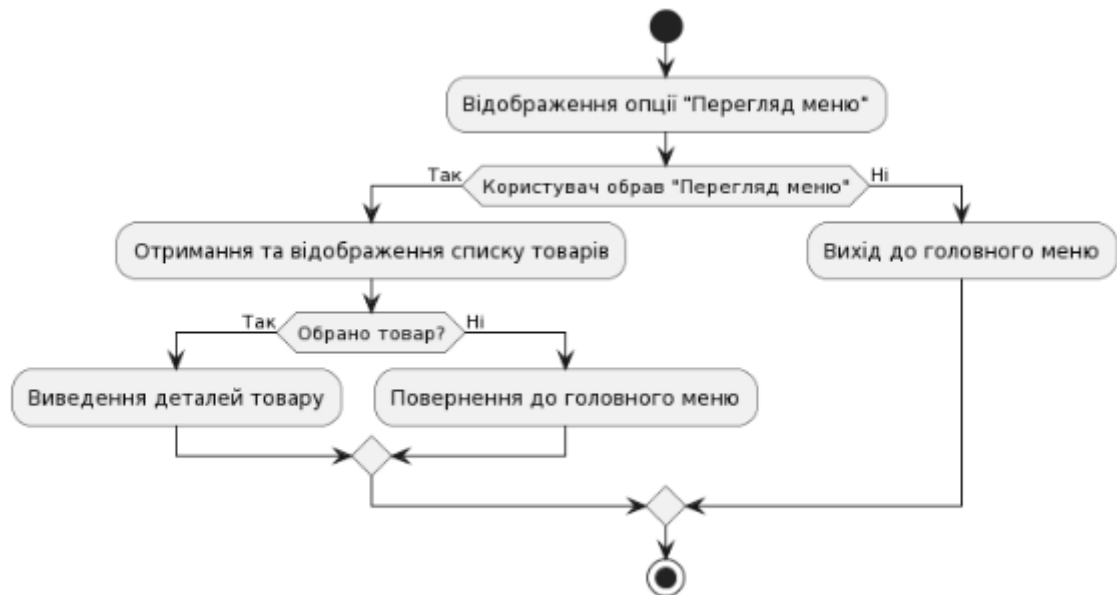 Відображення опції "Перегляд меню"
Так
Користувач обрав "Перегляд меню"
Ні
Отримання та відображення списку товарів
Вихід до головного меню
Так
Обрано товар?
Ні
Виведення деталей товару
Повернення до головного меню